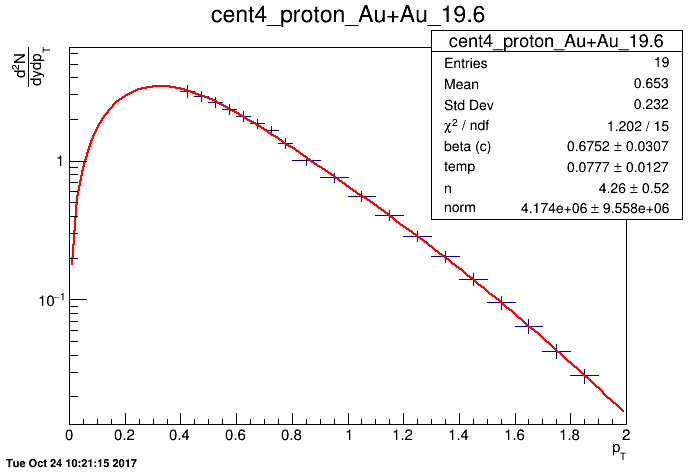 cent4_proton_Au+Au_19.6
cent4_proton_Au+Au_19.6
Entries 19
Mean 0.653
Std Dev 0.232
χ² / ndf 1.202 / 15
beta (c) 0.6752 ± 0.0307
temp 0.0777 ± 0.0127
n 4.26 ± 0.52
norm 4.174e+06 ± 9.558e+06
d²N
dydp_T
1
10⁻¹
0 0.2 0.4 0.6 0.8 1 1.2 1.4 1.6 1.8 2
p_T
Tue Oct 24 10:21:15 2017